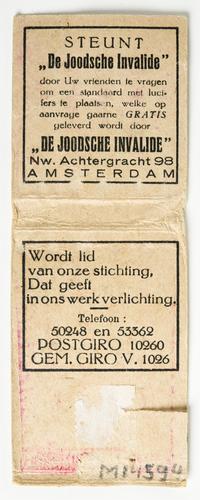 STEUNT
„De Joodsche Invalide"
door Uw vrienden te vragen
om een standaard met luci-
fers te plaatsen, welke op
aanvrage gaarne GRATIS
geleverd wordt door
„DE JOODSCHE INVALIDE"
Nw. Achtergracht 98
AMSTERDAM
Wordt lid
van onze stichting,
Dat geeft
in ons werk verlichting.
Telefoon:
50248 en 53362
POSTGIRO 10260
GEM. GIRO V. 1026
M14594